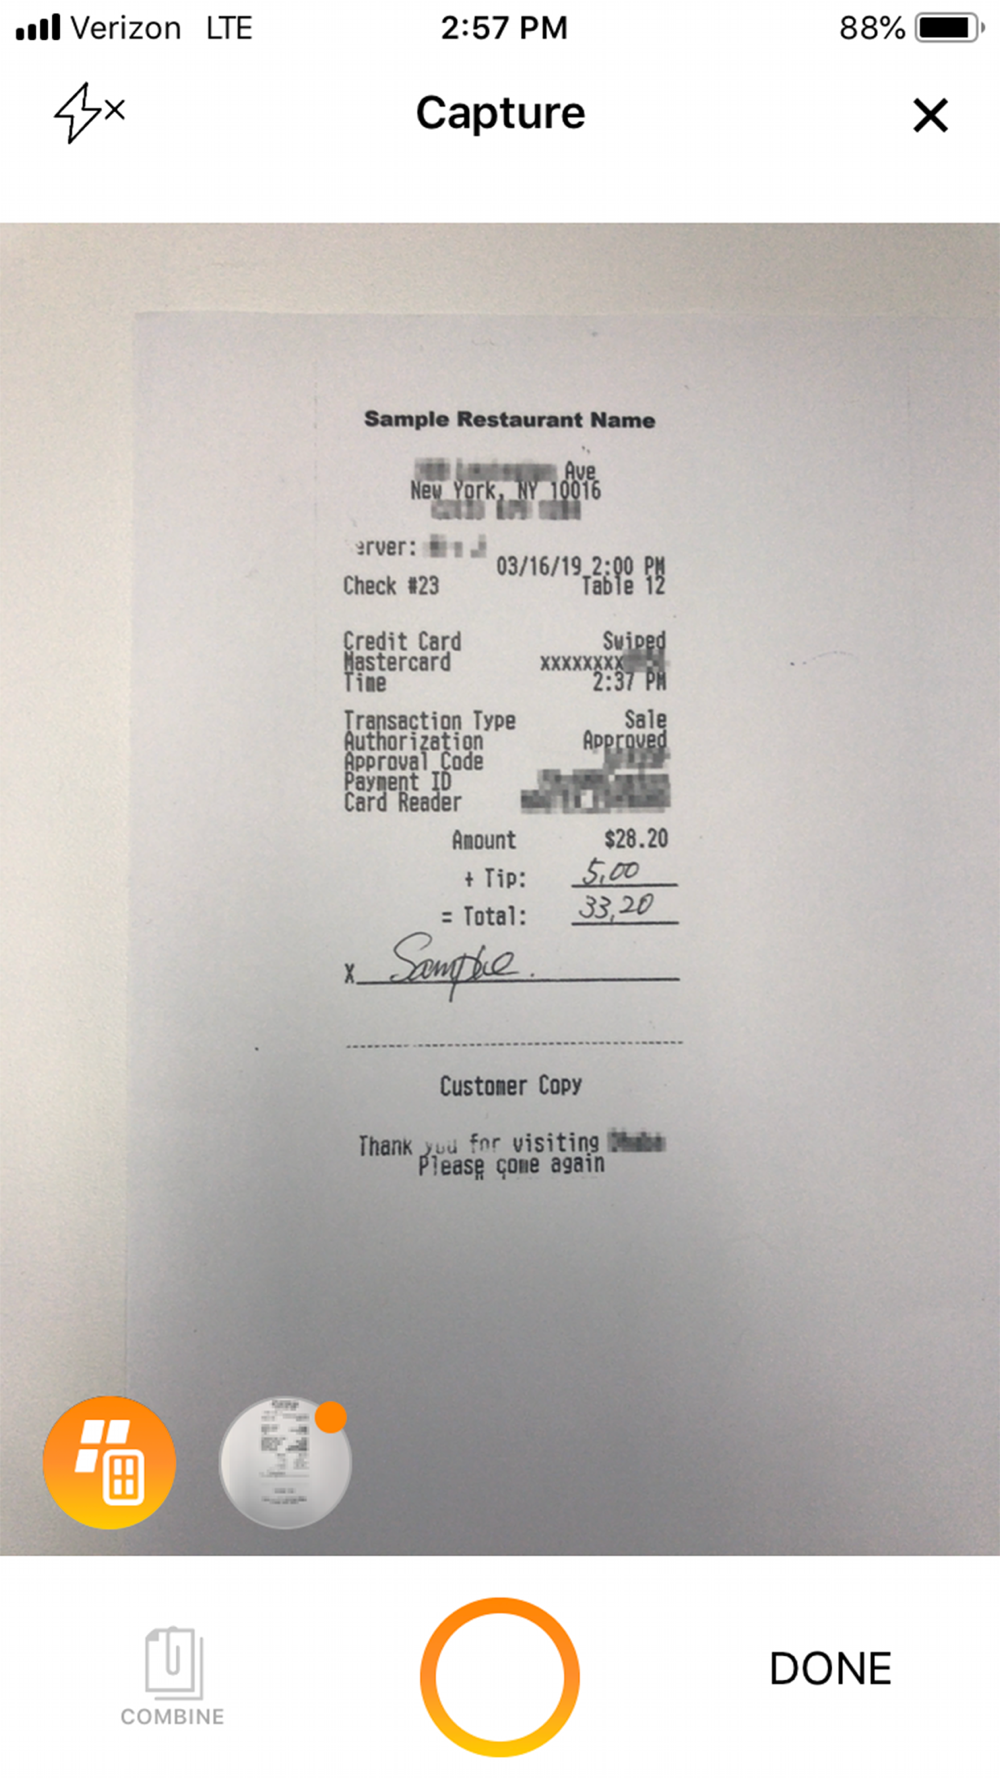 Verizon LTE 2:57 PM 88%
Capture
Sample Restaurant Name
Ave
New York, NY 10016
erver:
03/16/19 2:00 PM
Check #23 Table 12
Credit Card Swiped
Mastercard xxxxxxxx
Time 2:37 PM
Transaction Type Sale
Authorization Approved
Approval Code
Payment ID
Card Reader
Amount $28.20
+ Tip: 5.00
= Total: 33.20
X Sample.
Customer Copy
Thank you for visiting
Please come again
COMBINE
DONE